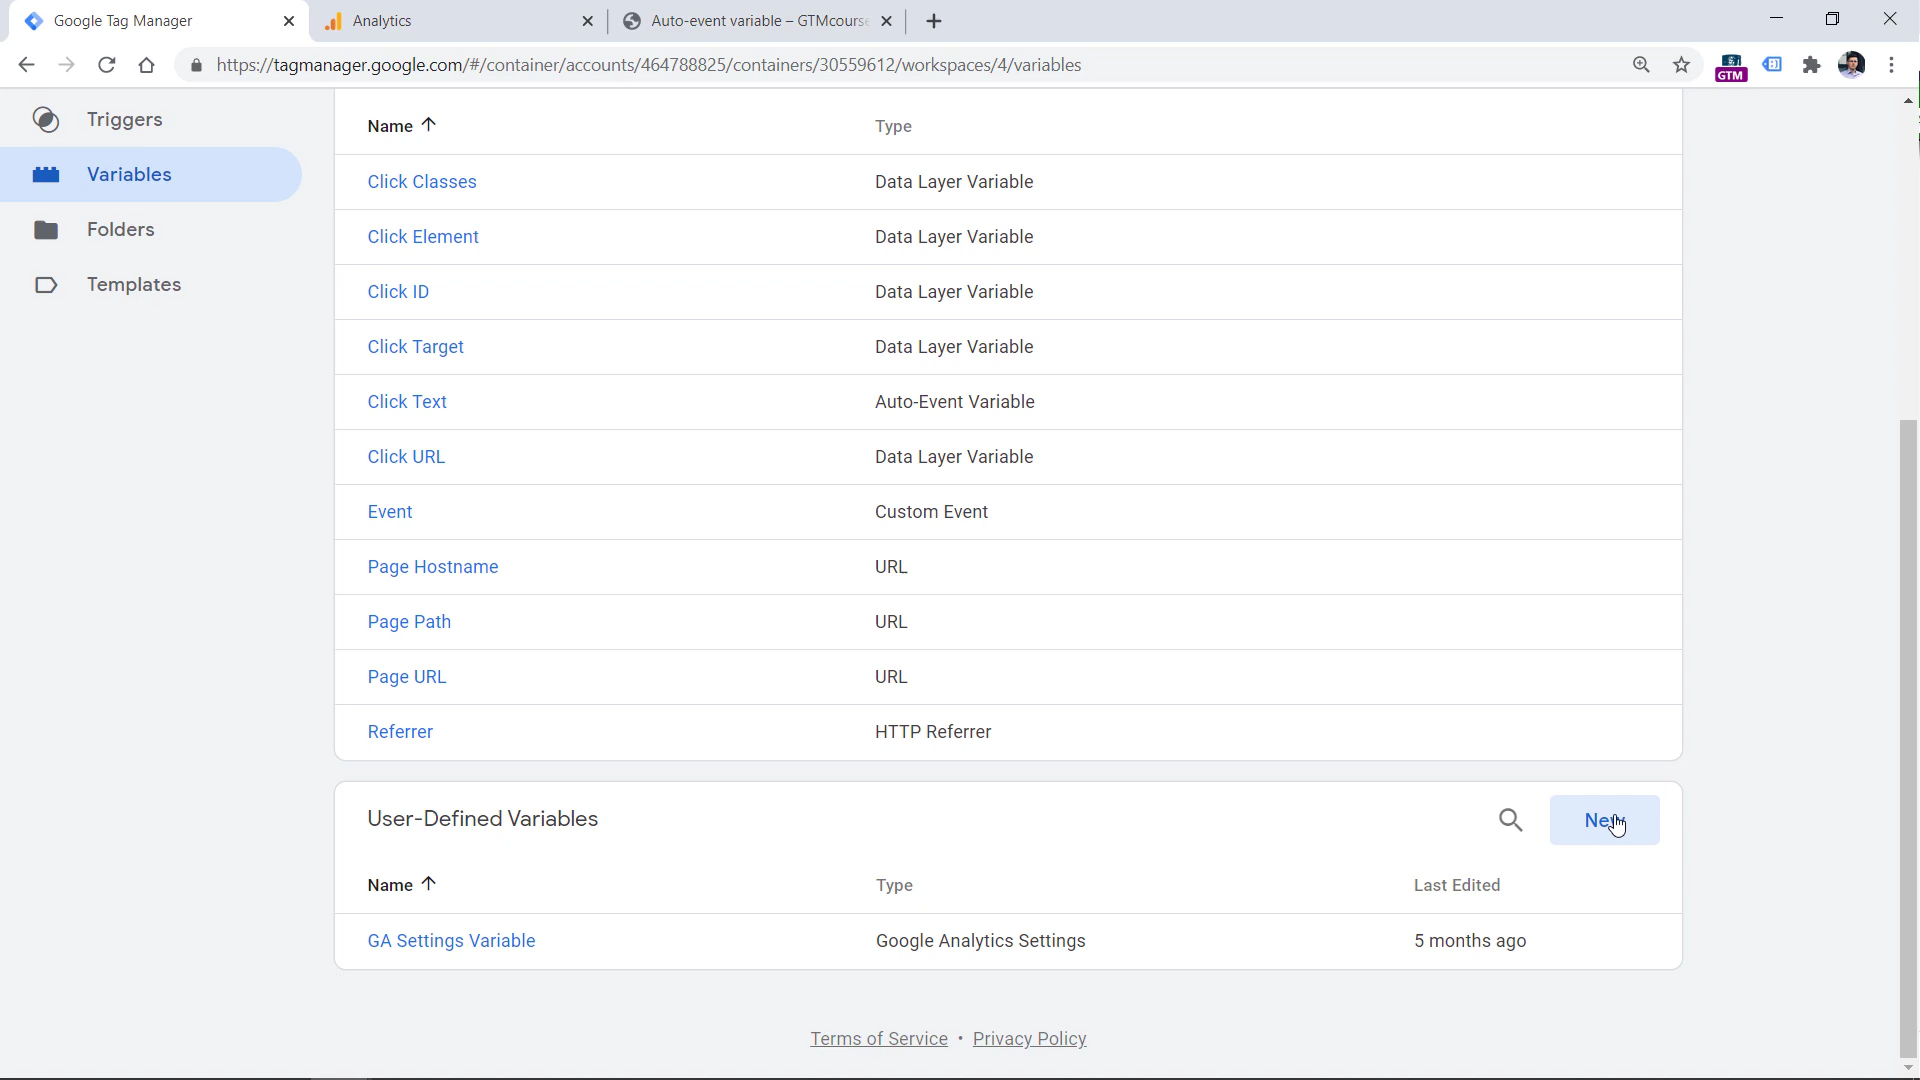 Google Tag Manager
Analytics
Auto-event variable – GTMcourse
https://tagmanager.google.com/#/container/accounts/464788825/containers/30559612/workspaces/4/variables
GTM
Triggers
Variables
Folders
Templates
Name Type
Click Classes Data Layer Variable
Click Element Data Layer Variable
Click ID Data Layer Variable
Click Target Data Layer Variable
Click Text Auto-Event Variable
Click URL Data Layer Variable
Event Custom Event
Page Hostname URL
Page Path URL
Page URL URL
Referrer HTTP Referrer
User-Defined Variables New
Name Type Last Edited
GA Settings Variable Google Analytics Settings 5 months ago
Terms of Service • Privacy Policy